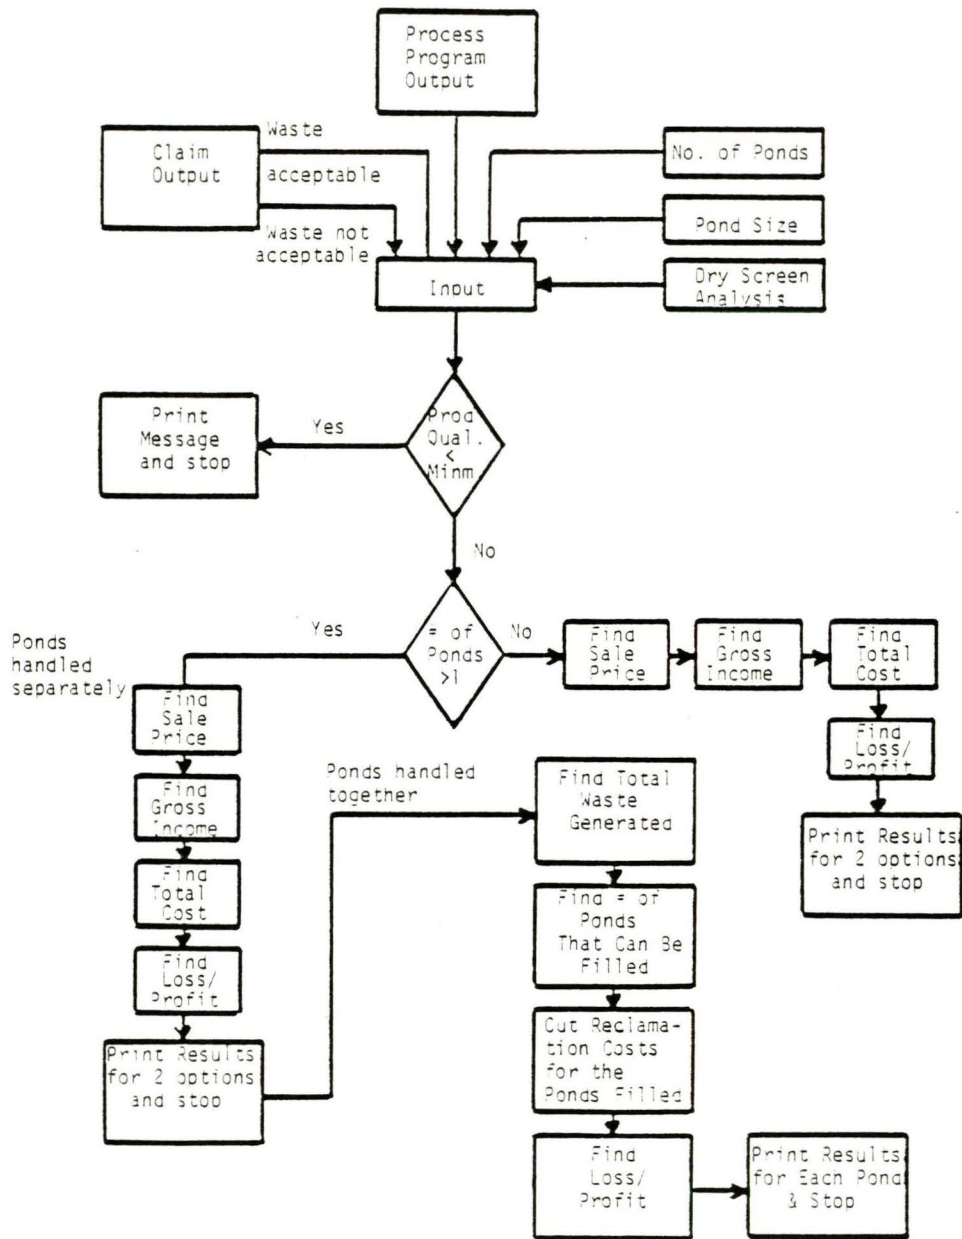 Process
Program
Output
Claim
Output
Waste
acceptable
Waste not
acceptable
No. of Ponds
Pond Size
Dry Screen
Analysis
Input
Prod
Qual.
<
Minm.
Yes
Print
Message
and stop
No
= of
Ponds
>1
Yes
Ponds
handled
separately
No
Find
Sale
Price
Find
Gross
Income
Find
Total
Cost
Find
Loss/
Profit
Print Results
for 2 options
and stop
Find
Sale
Price
Find
Gross
Income
Find
Total
Cost
Find
Loss/
Profit
Print Results
for 2 options
and stop
Ponds handled
together
Find Total
Waste
Generated
Find = of
Ponds
That Can Be
Filled
Cut Reclama-
tion Costs
for the
Ponds Filled
Find
Loss/
Profit
Print Results
for Each Pond
& Stop